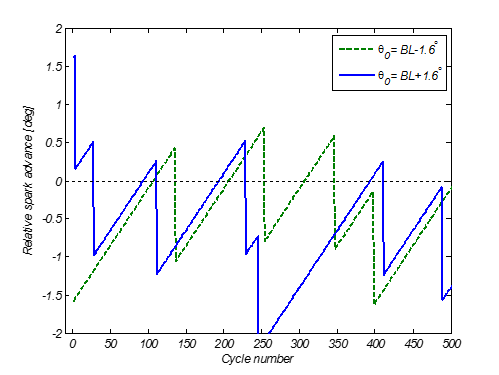 2
1.5
1
0.5
0
-0.5
-1
-1.5
-2
0 50 100 150 200 250 300 350 400 450 500
Cycle number
Relative spark advance [deg]
θ0= BL-1.6°
θ0= BL+1.6°